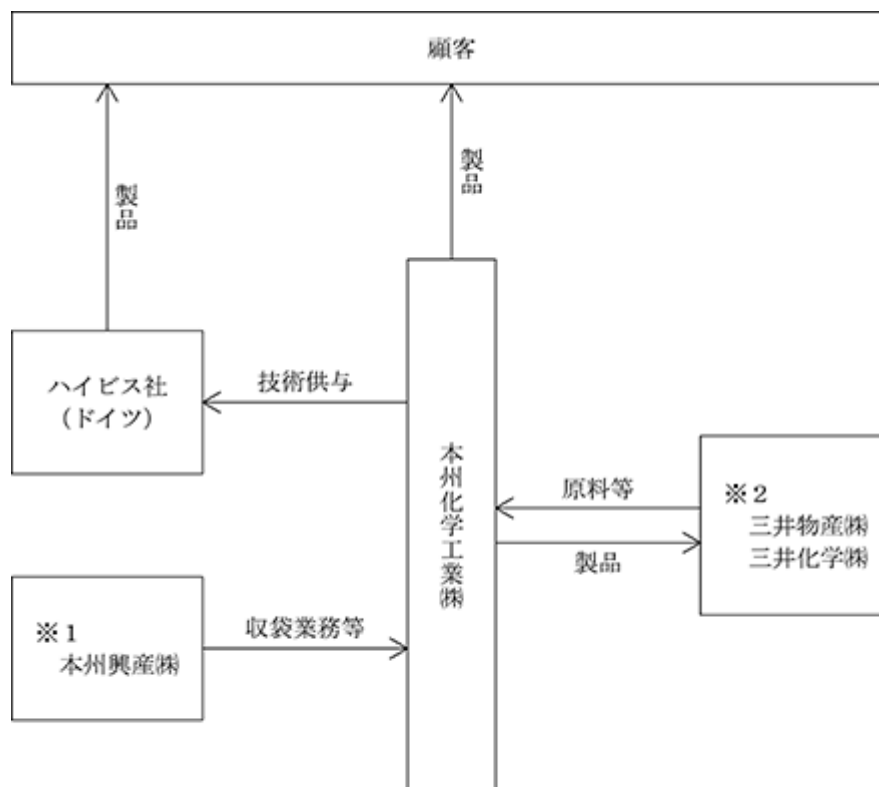 顧客
製品
製品
ハイビス社
（ドイツ）
技術供与
本州化学工業㈱
原料等
製品
※２
三井物産㈱
三井化学㈱
※１
本州興産㈱
収袋業務等